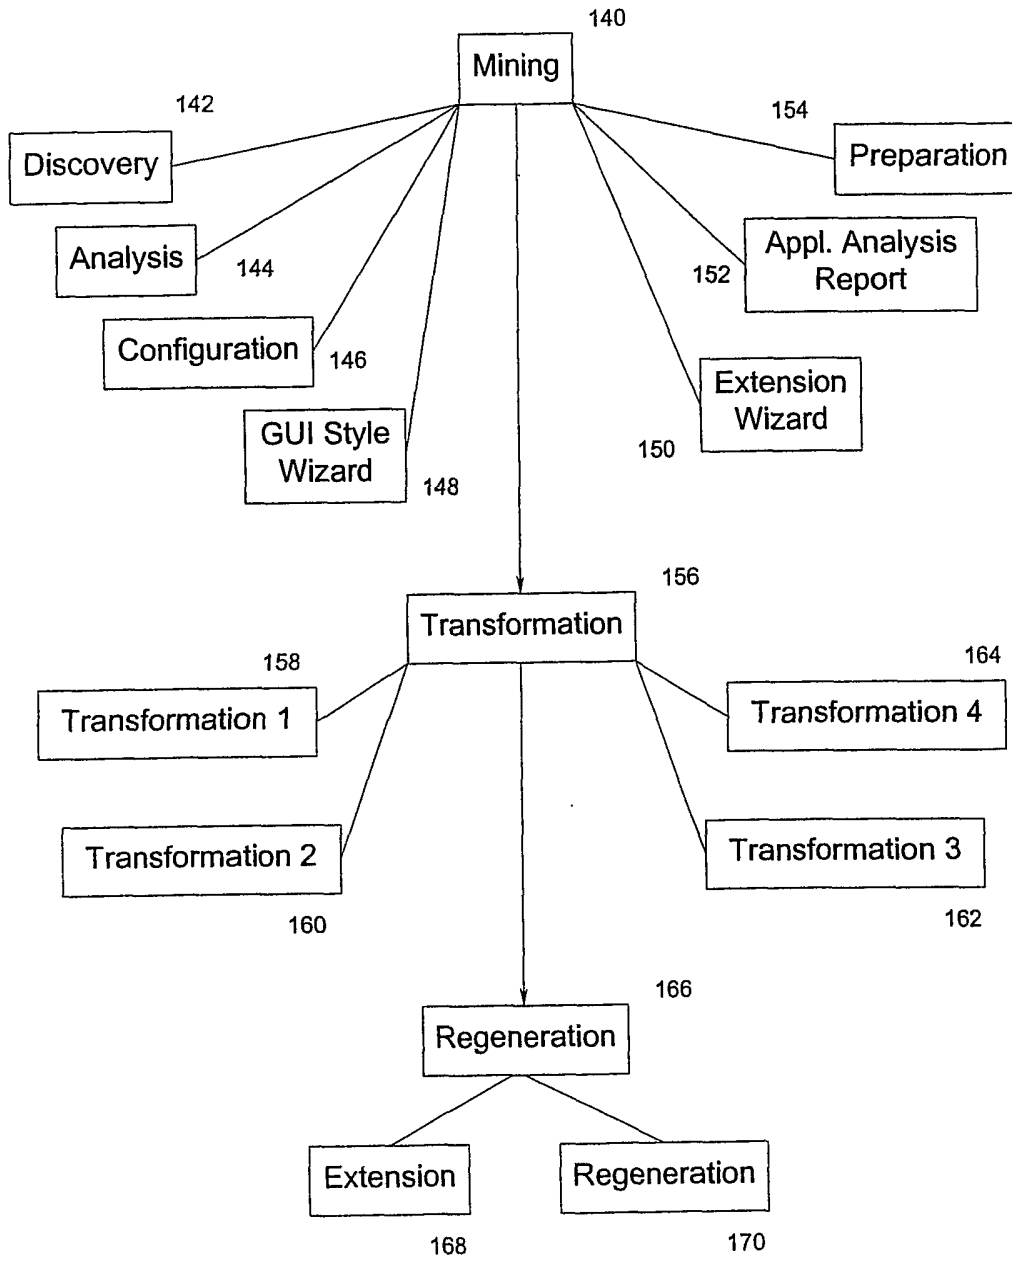 140
Mining
142
154
Discovery
Preparation
Analysis
144
Appl. Analysis
Report
152
Configuration
146
Extension
Wizard
150
GUI Style
Wizard
148
156
Transformation
158
164
Transformation 1
Transformation 4
Transformation 2
Transformation 3
160
162
166
Regeneration
Extension
Regeneration
168
170